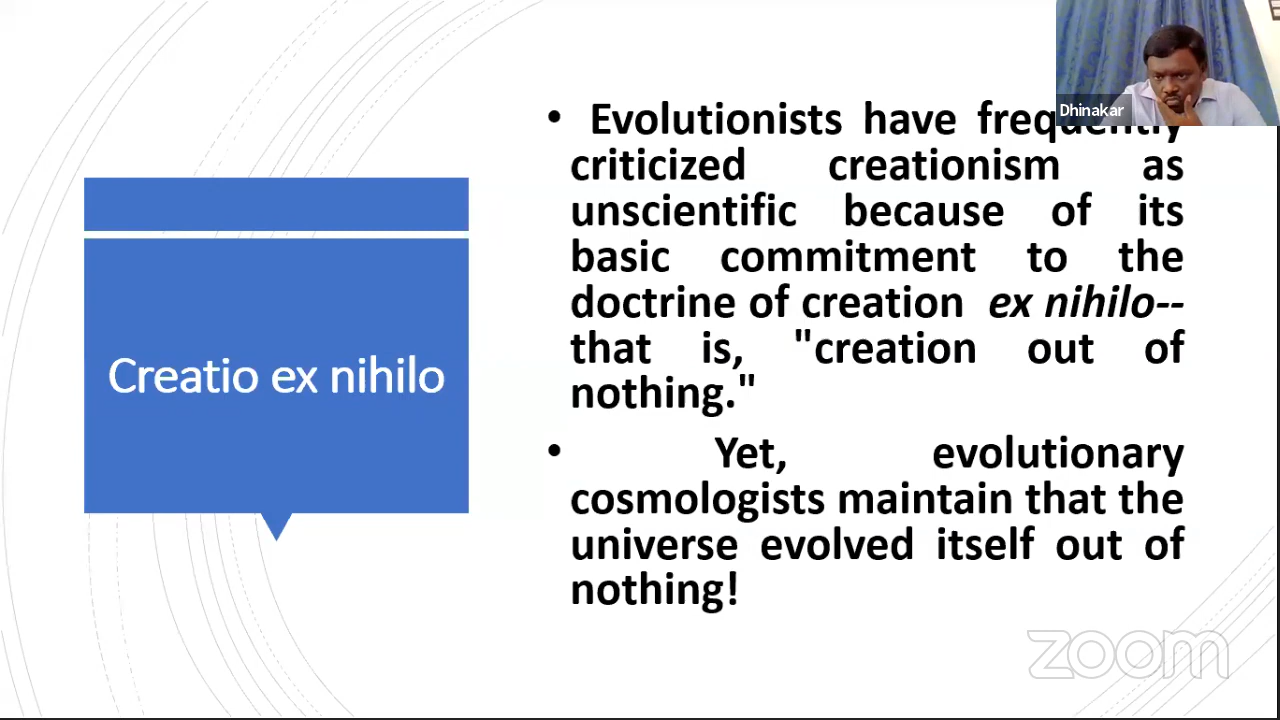 Dhinakar
Creatio ex nihilo
• Evolutionists have frequently
criticized creationism as
unscientific because of its
basic commitment to the
doctrine of creation ex nihilo--
that is, "creation out of
nothing."
• Yet, evolutionary
cosmologists maintain that the
universe evolved itself out of
nothing!
zoom